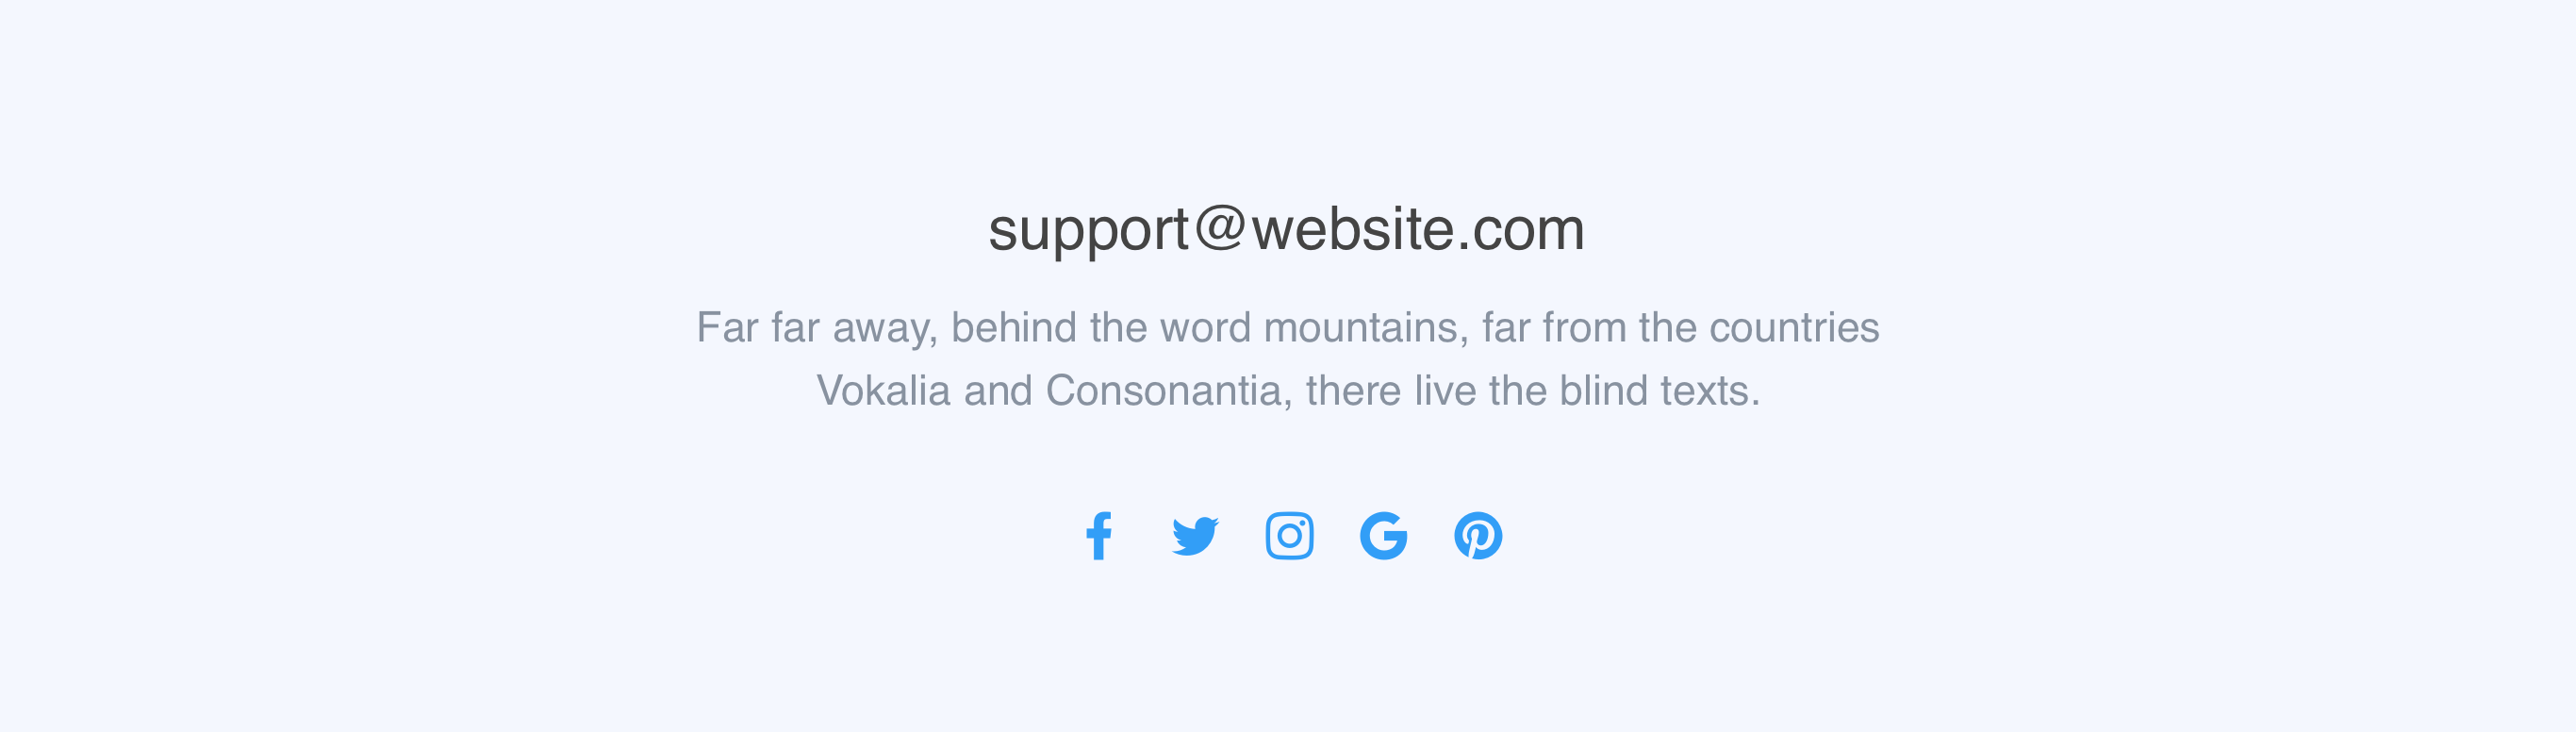 support@website.com
Far far away, behind the word mountains, far from the countries
Vokalia and Consonantia, there live the blind texts.